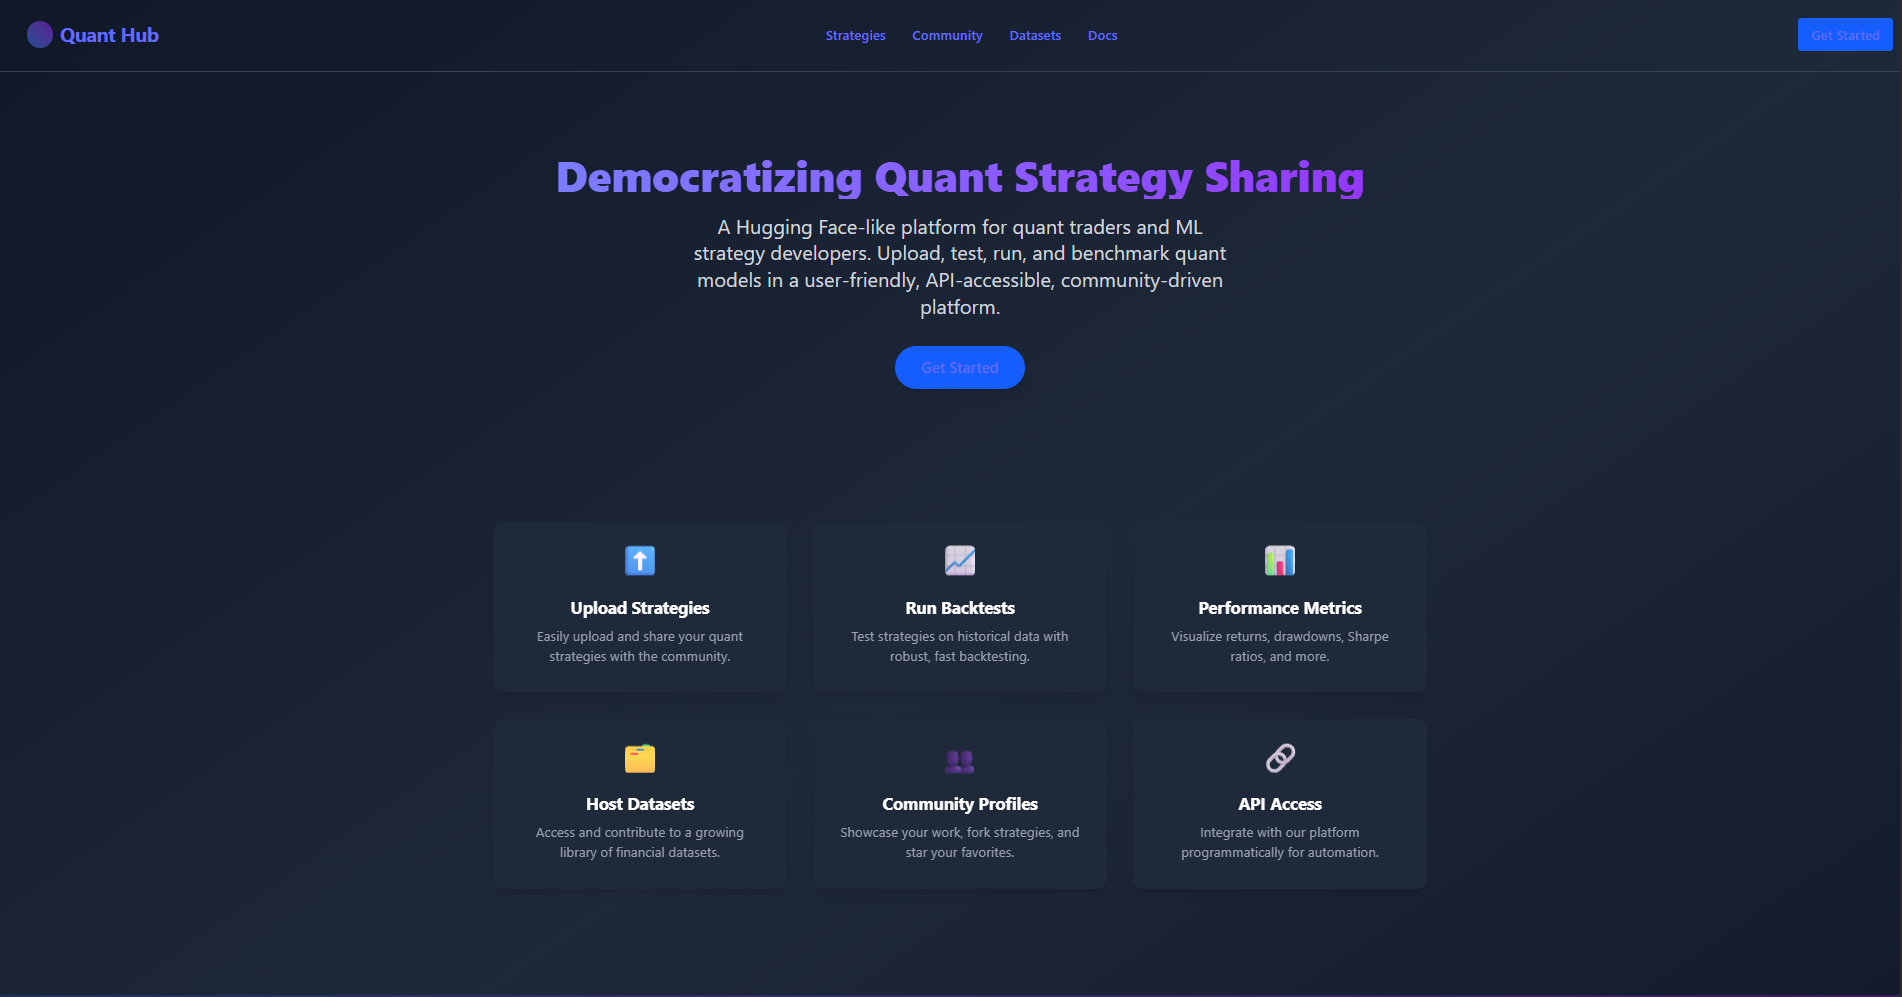 Quant Hub
Strategies
Community
Datasets
Docs
Get Started
Democratizing Quant Strategy Sharing
A Hugging Face-like platform for quant traders and ML
strategy developers. Upload, test, run, and benchmark quant
models in a user-friendly, API-accessible, community-driven
platform.
Get Started
Upload Strategies
Easily upload and share your quant
strategies with the community.
Run Backtests
Test strategies on historical data with
robust, fast backtesting.
Performance Metrics
Visualize returns, drawdowns, Sharpe
ratios, and more.
Host Datasets
Access and contribute to a growing
library of financial datasets.
Community Profiles
Showcase your work, fork strategies, and
star your favorites.
API Access
Integrate with our platform
programmatically for automation.